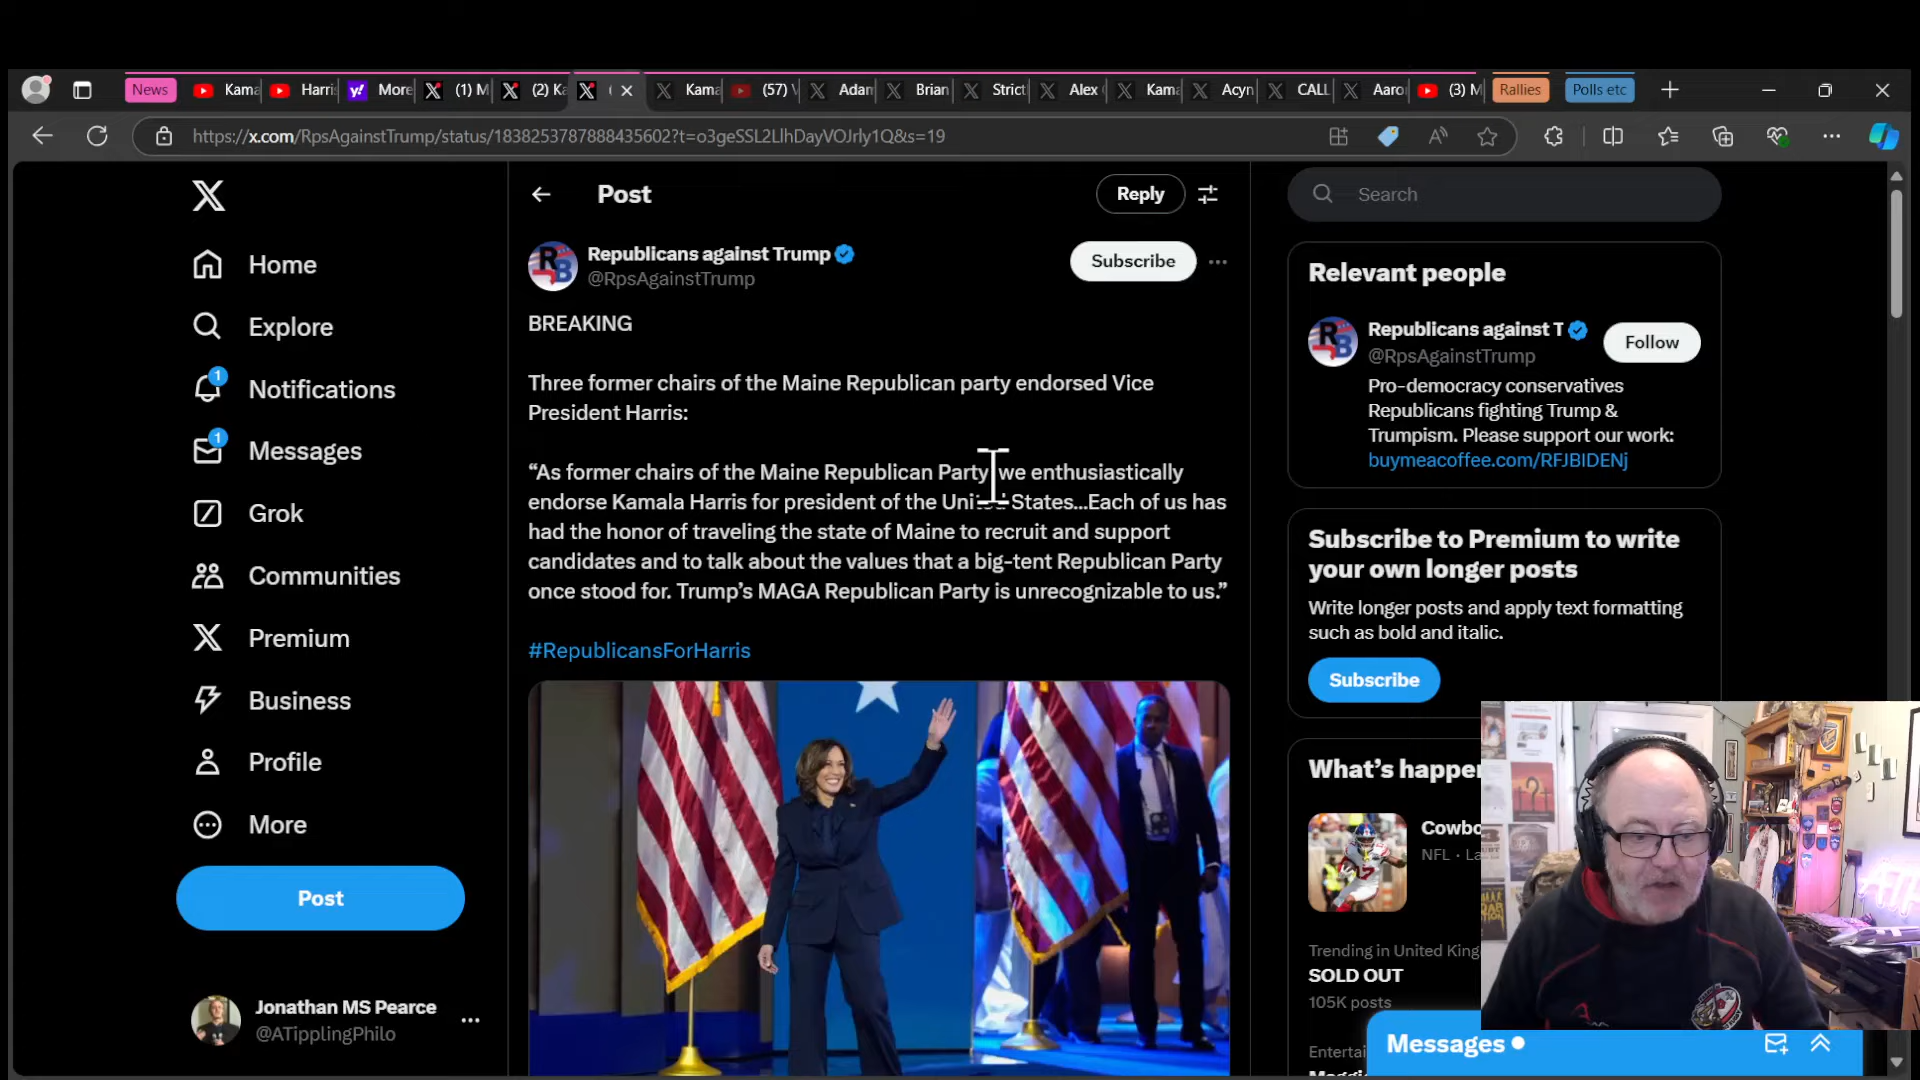 News
Kama
Harris
More
(1) M
(2) Ka
Kama
(57) V
Adam
Brian
Strict
Alex
Kama
Acyn
CALL
Aaro
(3) M
Rallies
Polls etc
https://x.com/RpsAgainstTrump/status/1838253787888435602?t=o3geSSL2LlhDayVOJrly1Q&s=19
Home
Explore
1
Notifications
1
Messages
Grok
Communities
Premium
Business
Profile
More
Post
Jonathan MS Pearce
@ATipplingPhilo
Post
Reply
Republicans against Trump
@RpsAgainstTrump
Subscribe
BREAKING
Three former chairs of the Maine Republican party endorsed Vice
President Harris:
“As former chairs of the Maine Republican Party we enthusiastically
endorse Kamala Harris for president of the United States...Each of us has
had the honor of traveling the state of Maine to recruit and support
candidates and to talk about the values that a big-tent Republican Party
once stood for. Trump’s MAGA Republican Party is unrecognizable to us.”
#RepublicansForHarris
Search
Relevant people
Republicans against T
@RpsAgainstTrump
Follow
Pro-democracy conservatives
Republicans fighting Trump &
Trumpism. Please support our work:
buymeacoffee.com/RFJBIDENj
Subscribe to Premium to write
your own longer posts
Write longer posts and apply text formatting
such as bold and italic.
Subscribe
What’s happen
Cowbo
NFL · La
Trending in United King
SOLD OUT
105K posts
Entertai
Messages